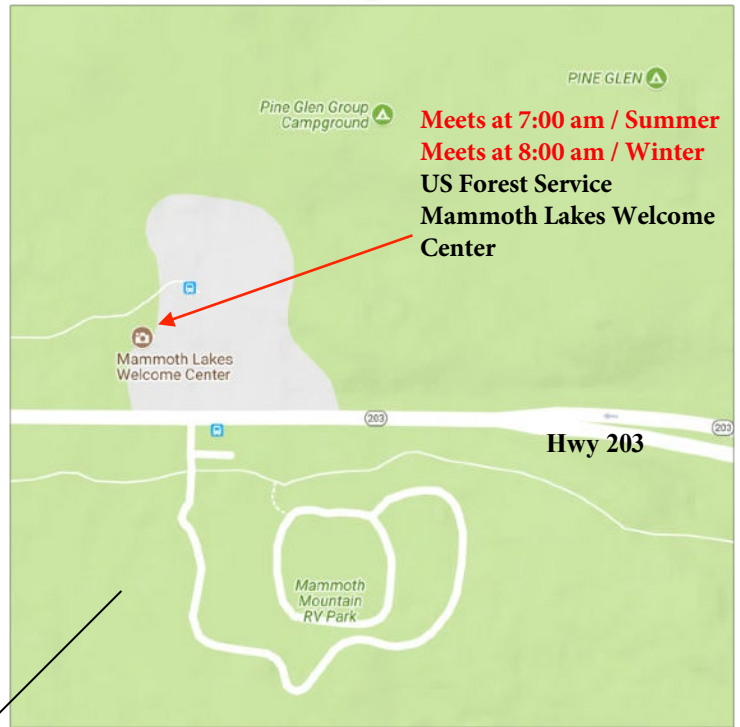 PINE GLEN
Pine Glen Group
Campground
Meets at 7:00 am / Summer
Meets at 8:00 am / Winter
US Forest Service
Mammoth Lakes Welcome
Center
Mammoth Lakes
Welcome Center
203
203
Hwy 203
Mammoth
Mountain
RV Park